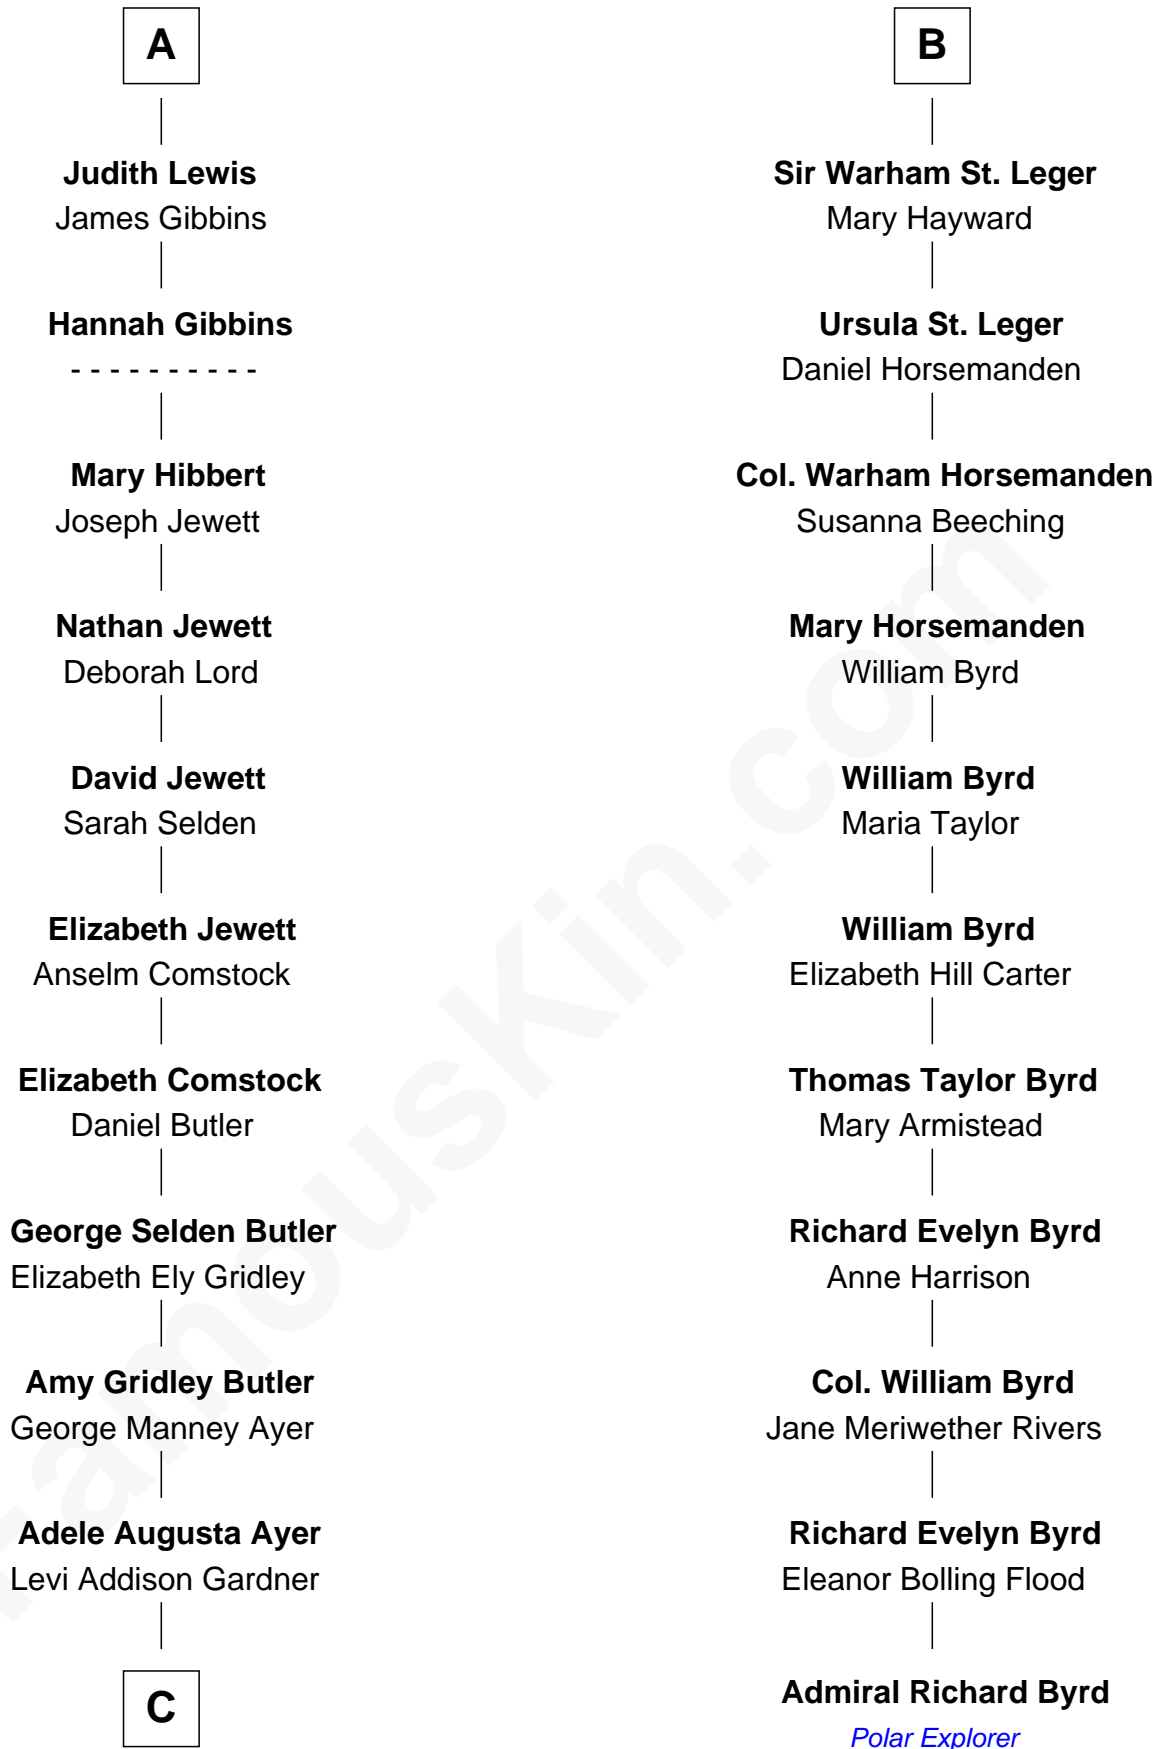 A
Judith Lewis
James Gibbins
Hannah Gibbins
- - - - - - - - - -
Mary Hibbert
Joseph Jewett
Nathan Jewett
Deborah Lord
David Jewett
Sarah Selden
Elizabeth Jewett
Anselm Comstock
Elizabeth Comstock
Daniel Butler
George Selden Butler
Elizabeth Ely Gridley
Amy Gridley Butler
George Manney Ayer
Adele Augusta Ayer
Levi Addison Gardner
C
B
Sir Warham St. Leger
Mary Hayward
Ursula St. Leger
Daniel Horsemanden
Col. Warham Horsemanden
Susanna Beeching
Mary Horsemanden
William Byrd
William Byrd
Maria Taylor
William Byrd
Elizabeth Hill Carter
Thomas Taylor Byrd
Mary Armistead
Richard Evelyn Byrd
Anne Harrison
Col. William Byrd
Jane Meriwether Rivers
Richard Evelyn Byrd
Eleanor Bolling Flood
Admiral Richard Byrd
Polar Explorer
FamousKin.com